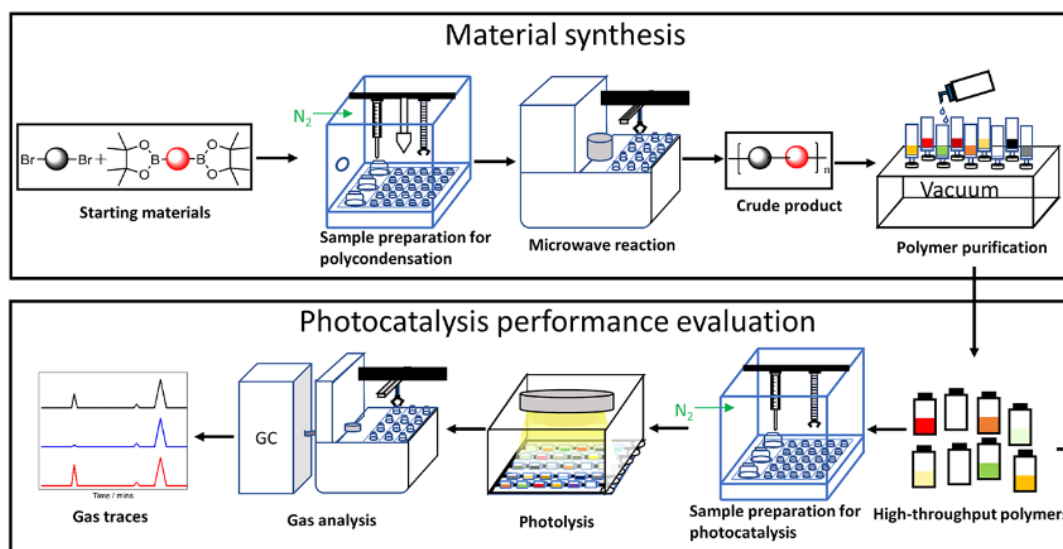 Material synthesis
N2
Br
Br
+
O
O
B
B
O
O
Starting materials
Sample preparation for
polycondensation
Microwave reaction
n
Crude product
Vacuum
Polymer purification
Photocatalysis performance evaluation
Time / mins
Gas traces
GC
Gas analysis
Photolysis
N2
Sample preparation for
photocatalysis
High-throughput polymers